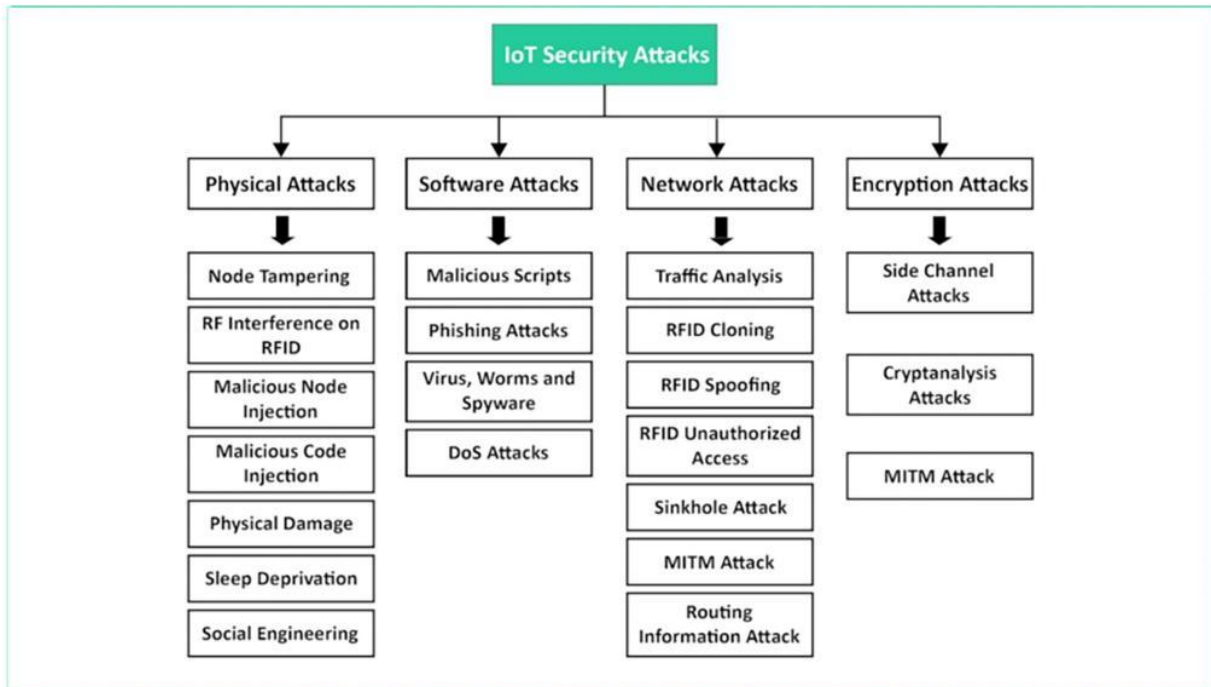 IoT Security Attacks
Physical Attacks
Software Attacks
Network Attacks
Encryption Attacks
Node Tampering
RF Interference on
RFID
Malicious Node
Injection
Malicious Code
Injection
Physical Damage
Sleep Deprivation
Social Engineering
Malicious Scripts
Phishing Attacks
Virus, Worms and
Spyware
DoS Attacks
Traffic Analysis
RFID Cloning
RFID Spoofing
RFID Unauthorized
Access
Sinkhole Attack
MITM Attack
Routing
Information Attack
Side Channel
Attacks
Cryptanalysis
Attacks
MITM Attack